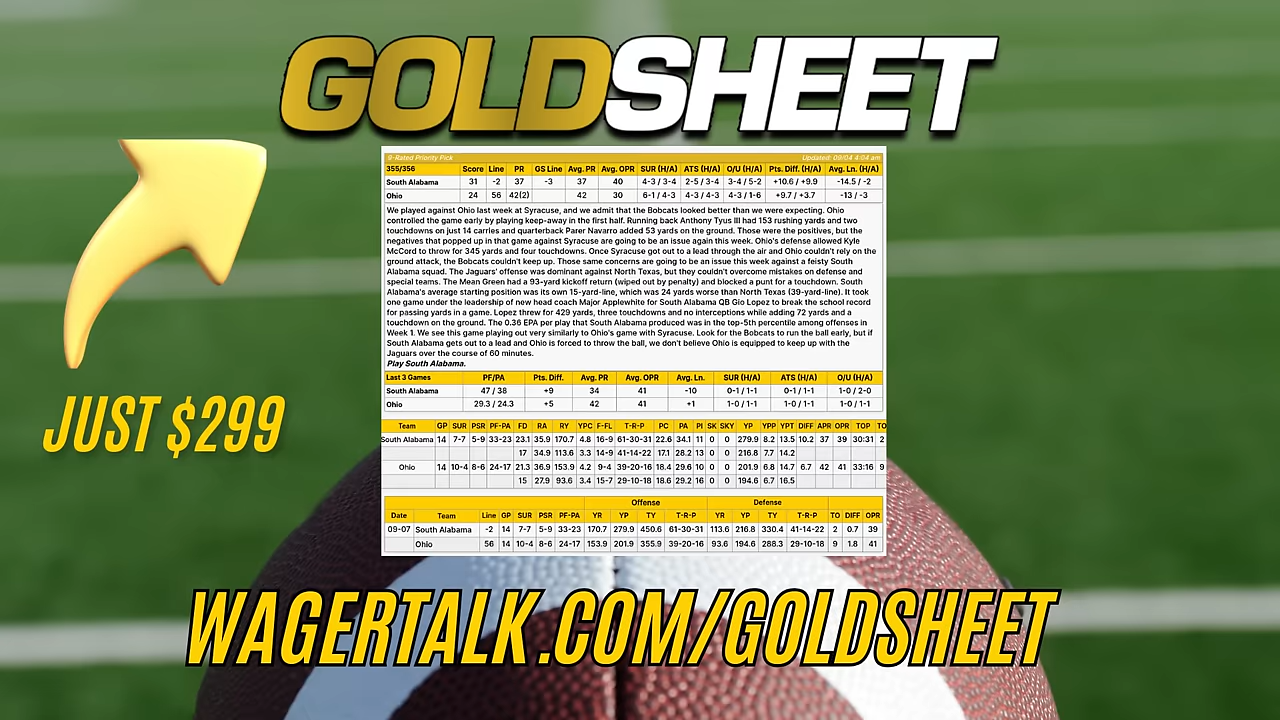 GOLDSHEET
9-Rated Priority Pick Updated: 09/04 4:04 am
355/356 Score Line PR GS Line Avg. PR Avg. OPR SUR (H/A) ATS (H/A) O/U (H/A) Pts. Diff. (H/A) Avg. Ln. (H/A)
South Alabama 31 -2 37 -3 37 40 4-3 / 3-4 2-5 / 3-4 3-4 / 5-2 +10.6 / +9.9 -14.5 / -2
Ohio 24 56 42(2) 42 30 6-1 / 4-3 4-3 / 4-3 4-3 / 1-6 +9.7 / +3.7 -13 / -3
We played against Ohio last week at Syracuse, and we admit that the Bobcats looked better than we were expecting. Ohio
controlled the game early by playing keep-away in the first half. Running back Anthony Tyus III had 153 rushing yards and two
touchdowns on just 14 carries and quarterback Parer Navarro added 53 yards on the ground. Those were the positives, but the
negatives that popped up in that game against Syracuse are going to be an issue again this week. Ohio's defense allowed Kyle
McCord to throw for 345 yards and four touchdowns. Once Syracuse got out to a lead through the air and Ohio couldn't rely on the
ground attack, the Bobcats couldn't keep up. Those same concerns are going to be an issue this week against a feisty South
Alabama squad. The Jaguars' offense was dominant against North Texas, but they couldn't overcome mistakes on defense and
special teams. The Mean Green had a 93-yard kickoff return (wiped out by penalty) and blocked a punt for a touchdown. South
Alabama's average starting position was its own 15-yard-line, which was 24 yards worse than North Texas (39-yard-line). It took
one game under the leadership of new head coach Major Applewhite for South Alabama QB Gio Lopez to break the school record
for passing yards in a game. Lopez threw for 429 yards, three touchdowns and no interceptions while adding 72 yards and a
touchdown on the ground. The 0.36 EPA per play that South Alabama produced was in the top-5th percentile among offenses in
Week 1. We see this game playing out very similarly to Ohio's game with Syracuse. Look for the Bobcats to run the ball early, but if
South Alabama gets out to a lead and Ohio is forced to throw the ball, we don't believe Ohio is equipped to keep up with the
Jaguars over the course of 60 minutes.
Play South Alabama.
Last 3 Games PF/PA Pts. Diff. Avg. PR Avg. OPR Avg. Ln. SUR (H/A) ATS (H/A) O/U (H/A)
South Alabama 47 / 38 +9 34 41 -10 0-1 / 1-1 0-1 / 1-1 1-0 / 2-0
Ohio 29.3 / 24.3 +5 42 41 +1 1-0 / 1-1 1-0 / 1-1 1-0 / 1-1
Team GP SUR PSR PF-PA FD RA RY YPC F-FL T-R-P PC PA PI SK SKY YP YPP YPT DIFF APR OPR TOP TO
South Alabama 14 7-7 5-9 33-23 23.1 35.9 170.7 4.8 16-9 61-30-31 22.6 34.1 11 0 0 279.9 8.2 13.5 10.2 37 39 30:31 2
17 34.9 113.6 3.3 14-9 41-14-22 17.1 28.2 13 0 0 216.8 7.7 14.2
Ohio 14 10-4 8-6 24-17 21.3 36.9 153.9 4.2 9-4 39-20-16 18.4 29.6 10 0 0 201.9 6.8 14.7 6.7 42 41 33:16 9
15 27.9 93.6 3.4 15-7 29-10-18 18.6 29.2 16 0 0 194.6 6.7 16.5
Offense Defense
Date Team Line GP SUR PSR PF-PA YR YP TY T-R-P YR YP TY T-R-P TO DIFF OPR
09-07 South Alabama -2 14 7-7 5-9 33-23 170.7 279.9 450.6 61-30-31 113.6 216.8 330.4 41-14-22 2 0.7 39
Ohio 56 14 10-4 8-6 24-17 153.9 201.9 355.9 39-20-16 93.6 194.6 288.3 29-10-18 9 1.8 41
JUST $299
WAGERTALK.COM/GOLDSHEET